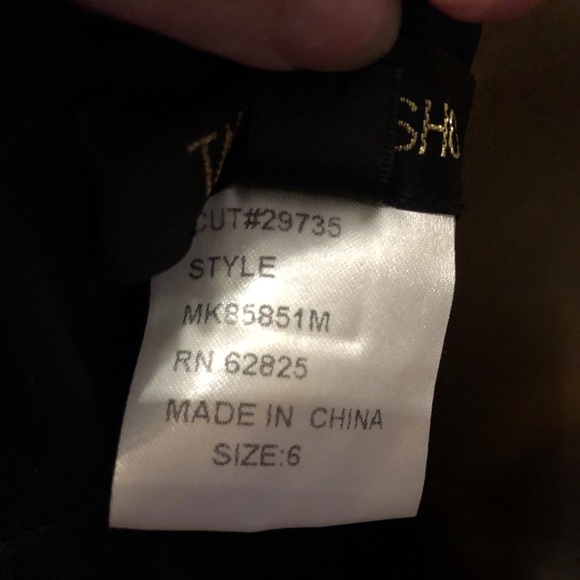 CUT#29735
STYLE
MK85851M
RN 62825
MADE IN CHINA
SIZE:6